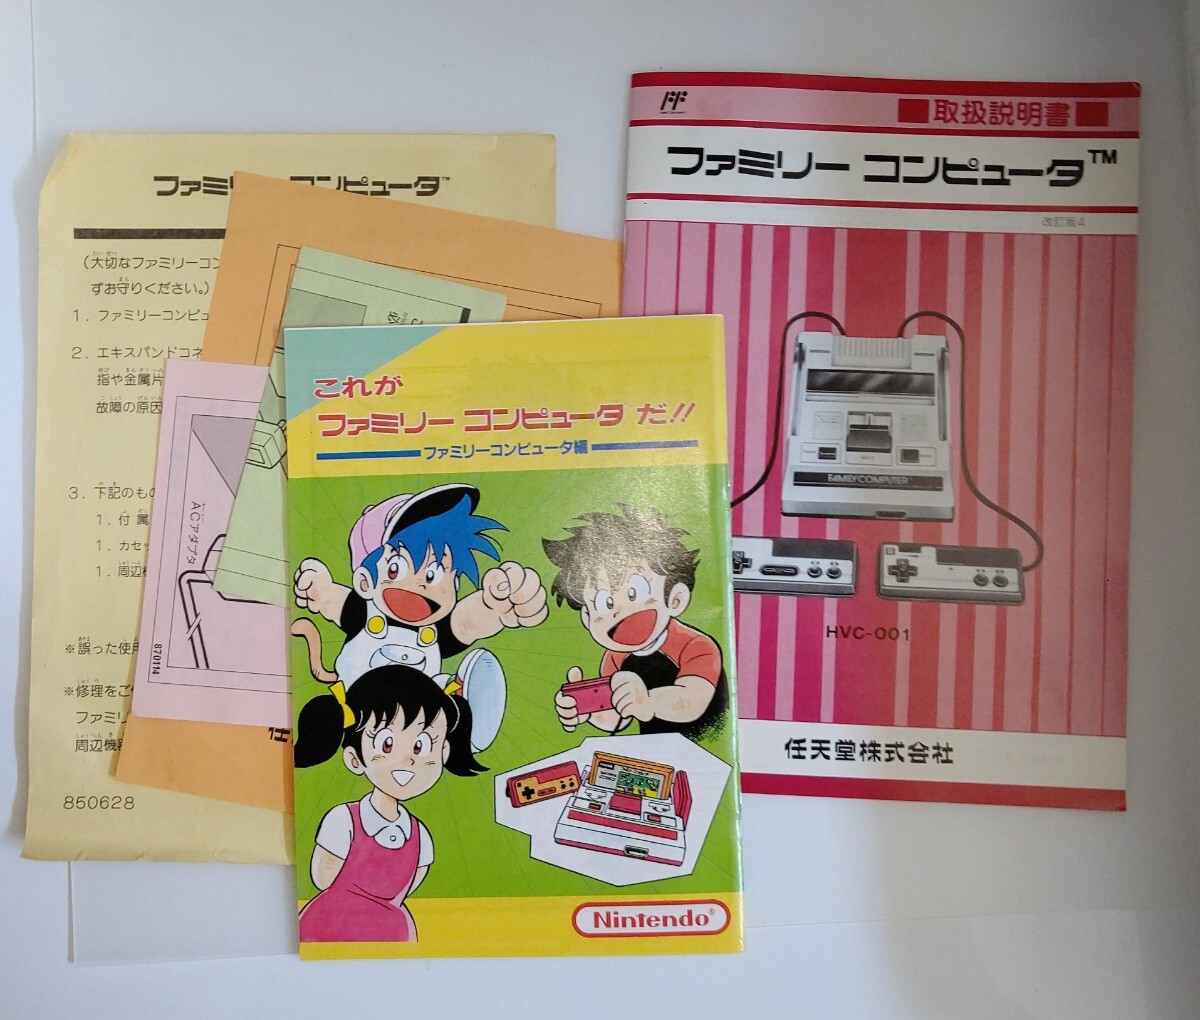 ファミリー コンピュータ™
(大切なファミリーコン
ずお守りください。)
1. ファミリーコンピュ
2. エキスパンドコネ
指や金属片
故障の原因
3. 下記のもの
1. 付属
1. カセッ
1. 周辺
※誤った使用
※修理をご
ファミリ
周辺機器
850628
ACアダプタ
870114
これが
ファミリー コンピュータ だ!!
ファミリーコンピュータ編
Nintendo®
取扱説明書
ファミリー コンピュータ™
改訂版4
FAMILY COMPUTER
HVC-001
任天堂株式会社